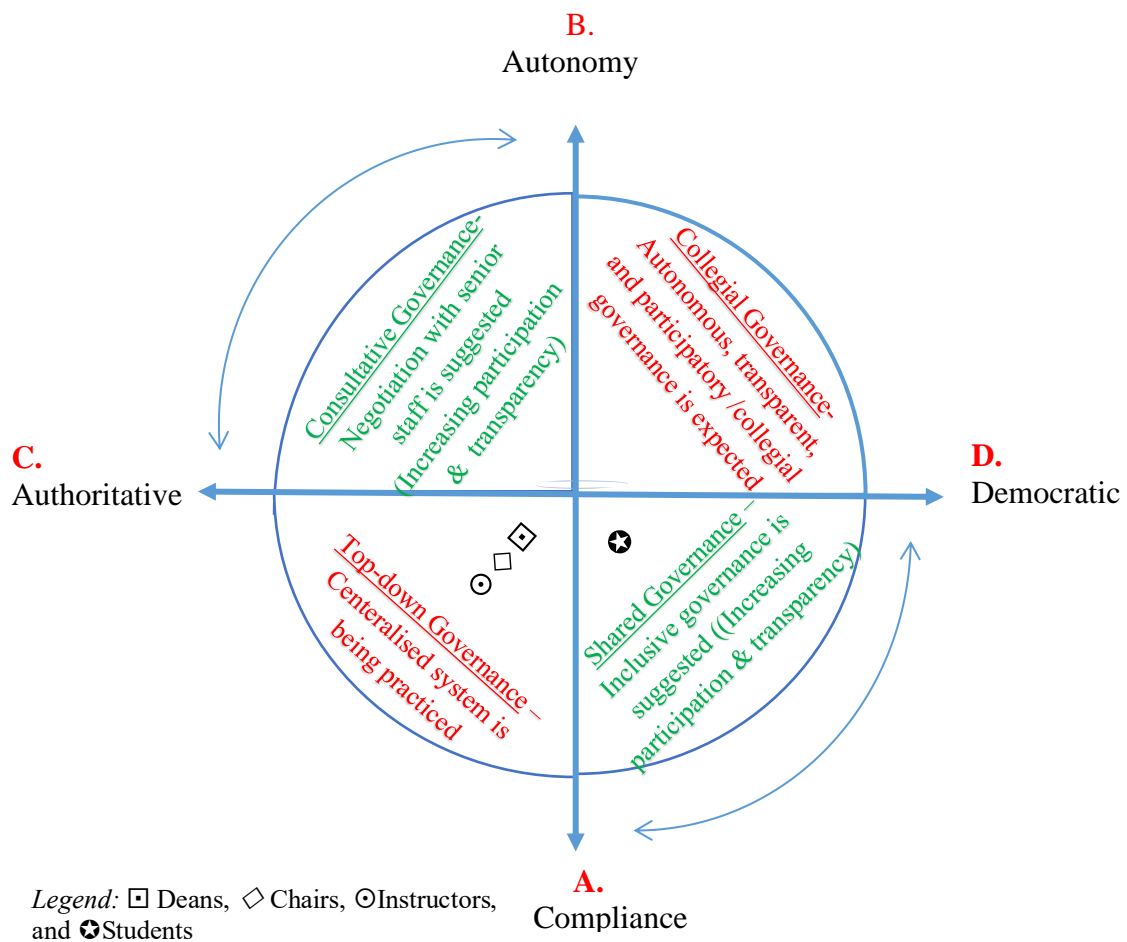 B.
Autonomy
Consultative Governance-
Negotiation with senior
staff is suggested
(Increasing participation
& transparency)
Collegial Governance-
Autonomous, transparent,
and participatory /collegial
governance is expected
C.
Authoritative
D.
Democratic
Top-down Governance –
Centeralised system is
being practiced
Shared Governance –
Inclusive governance is
suggested ((Increasing
participation & transparency)
A.
Compliance
Legend: Deans, Chairs, Instructors,
and Students